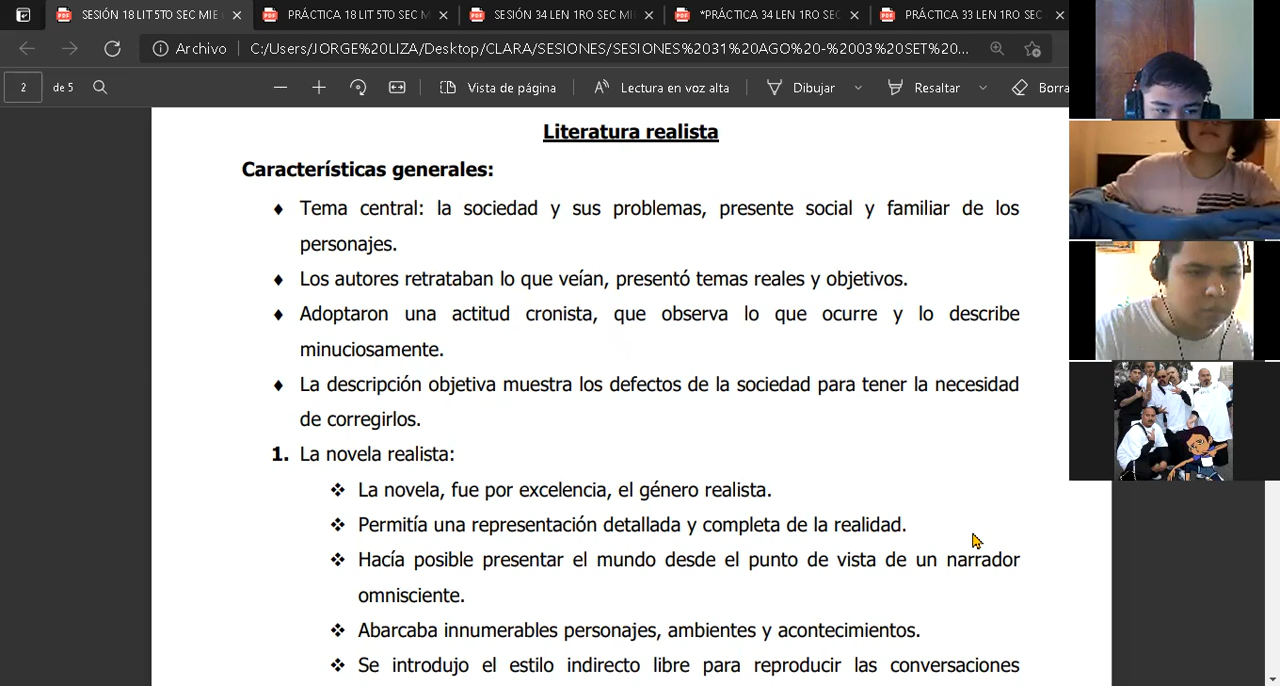 SESIÓN 18 LIT 5TO SEC MIE
PRÁCTICA 18 LIT 5TO SEC M
SESIÓN 34 LEN 1RO SEC MI
*PRÁCTICA 34 LEN 1RO SEC
PRÁCTICA 33 LEN 1RO SEC
Archivo
C:/Users/JORGE%20LIZA/Desktop/CLARA/SESIONES/SESIONES%2031%20AGO%20-%2003%20SET%20...
2 de 5
Vista de página
Lectura en voz alta
Dibujar
Resaltar
Borra
Literatura realista
Características generales:
♦ Tema central: la sociedad y sus problemas, presente social y familiar de los
personajes.
♦ Los autores retrataban lo que veían, presentó temas reales y objetivos.
♦ Adoptaron una actitud cronista, que observa lo que ocurre y lo describe
minuciosamente.
♦ La descripción objetiva muestra los defectos de la sociedad para tener la necesidad
de corregirlos.
1. La novela realista:
❖ La novela, fue por excelencia, el género realista.
❖ Permitía una representación detallada y completa de la realidad.
❖ Hacía posible presentar el mundo desde el punto de vista de un narrador
omnisciente.
❖ Abarcaba innumerables personajes, ambientes y acontecimientos.
❖ Se introdujo el estilo indirecto libre para reproducir las conversaciones